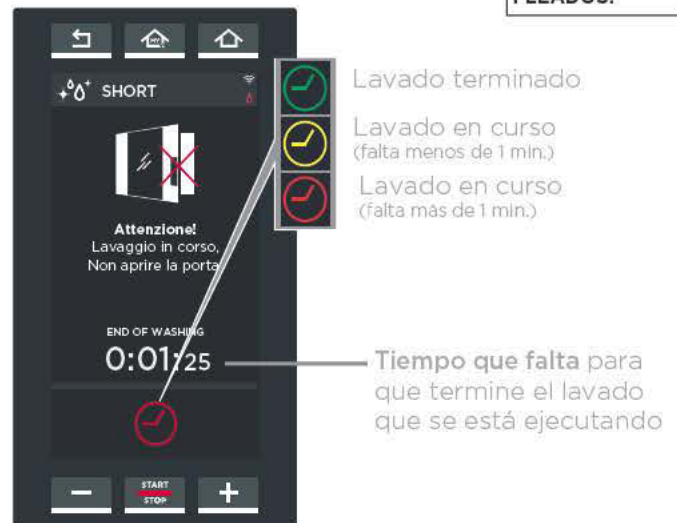 PLEADOS.
MY
SHORT
Lavado terminado
Lavado en curso
(falta menos de 1 min.)
Lavado en curso
(falta más de 1 min.)
Attenzione!
Lavaggio in corso,
Non aprire la porta
END OF WASHING
0:01:25
Tiempo que falta para
que termine el lavado
que se está ejecutando
START
STOP